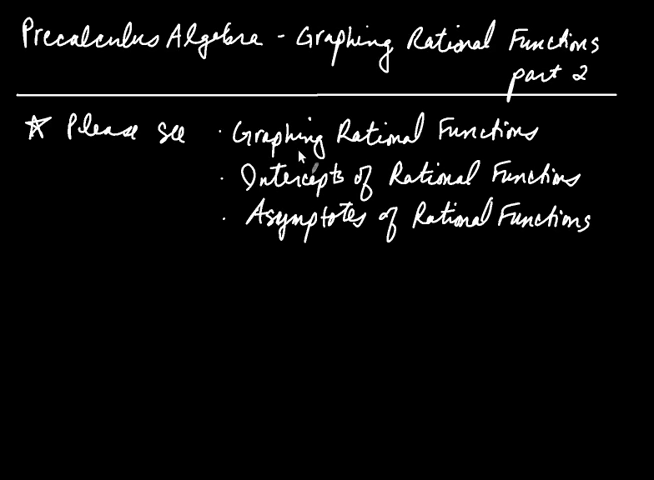 Precalculus Algebra - Graphing Rational Functions
part 2
☆ Please see · Graphing Rational Functions
· Intercepts of Rational Functions
· Asymptotes of Rational Functions